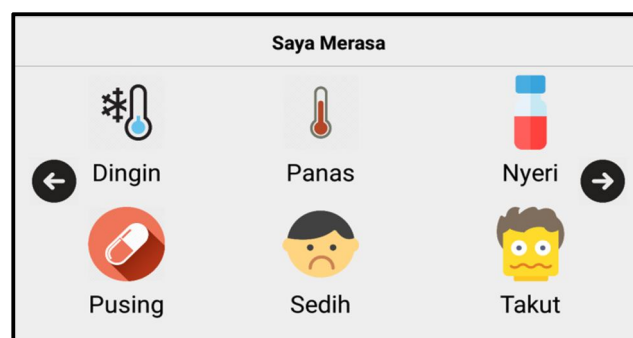 Saya Merasa
Dingin Panas Nyeri
Pusing Sedih Takut